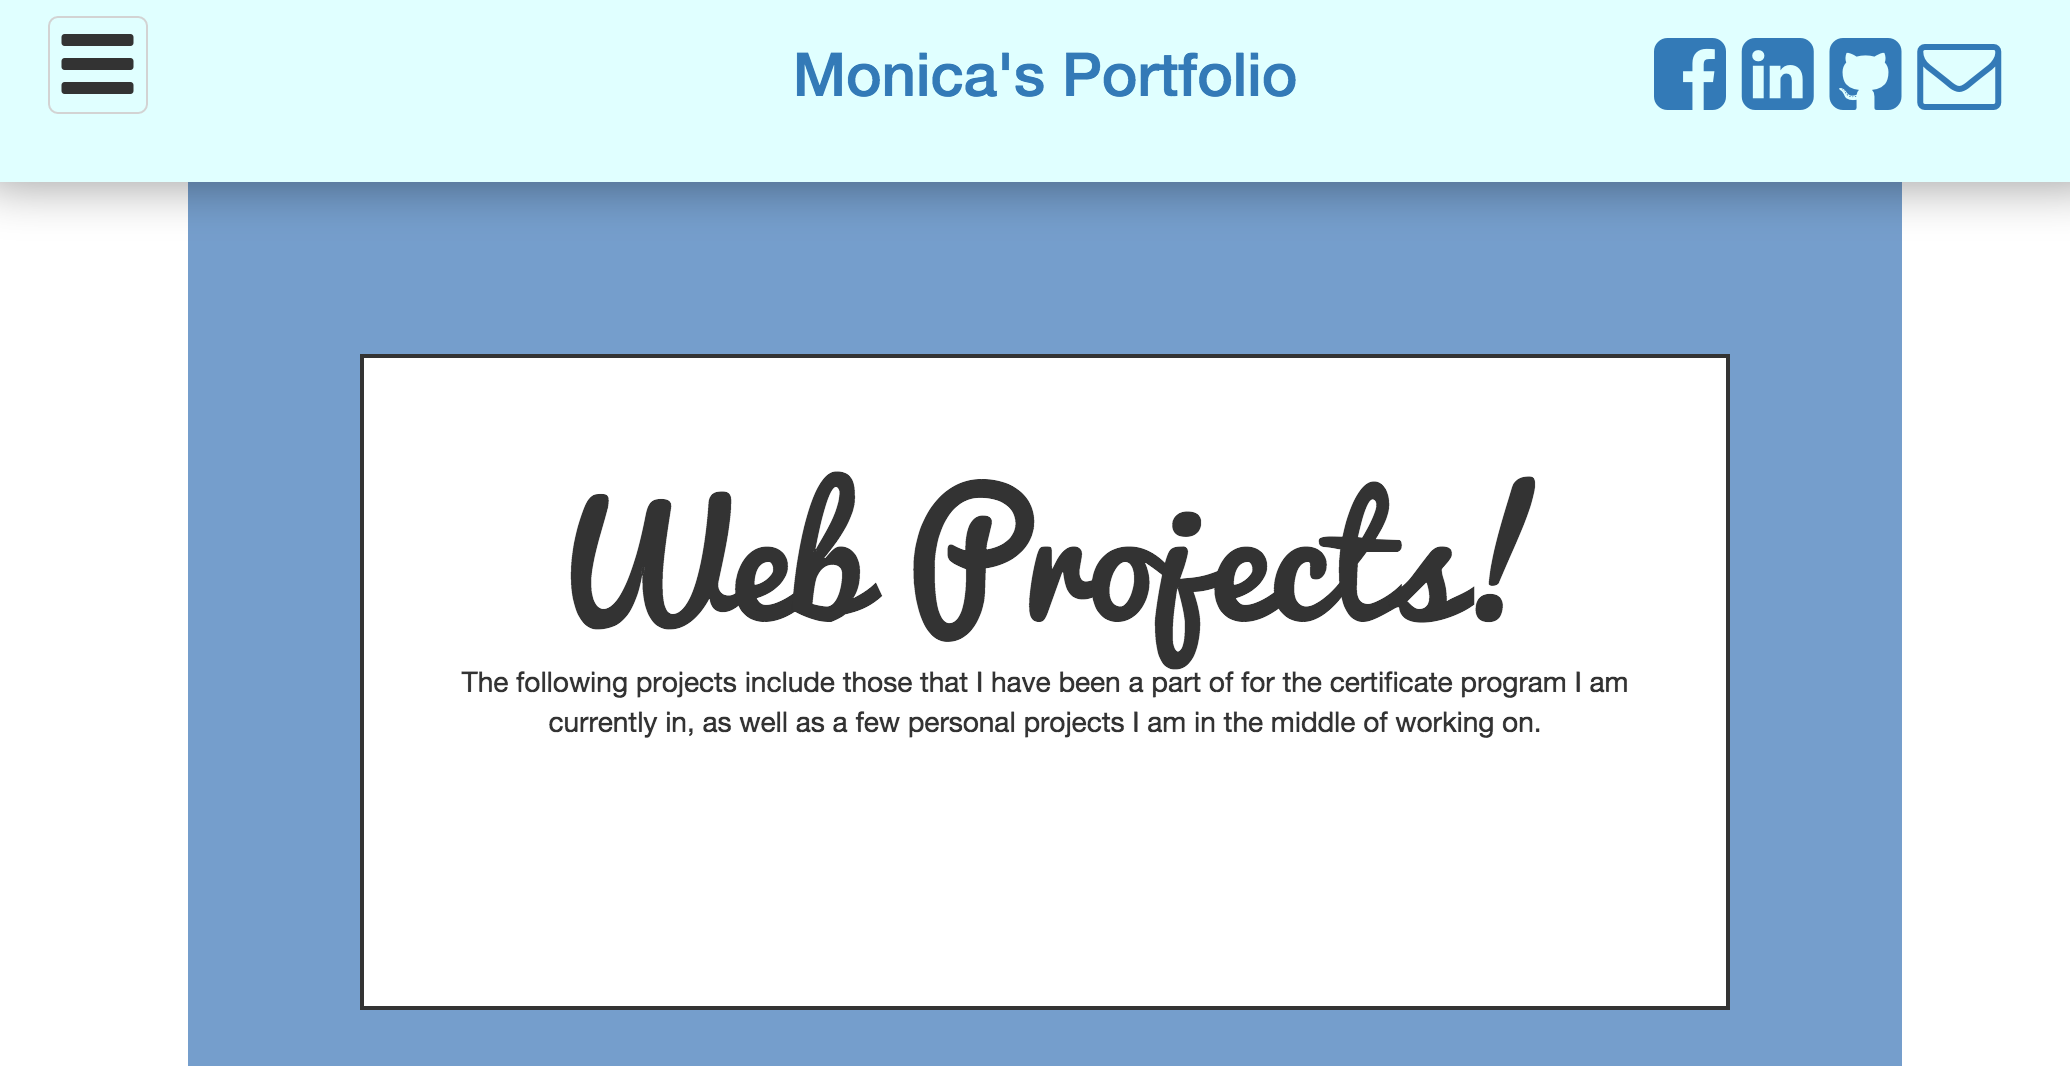 Monica's Portfolio
Web Projects!
The following projects include those that I have been a part of for the certificate program I am
currently in, as well as a few personal projects I am in the middle of working on.